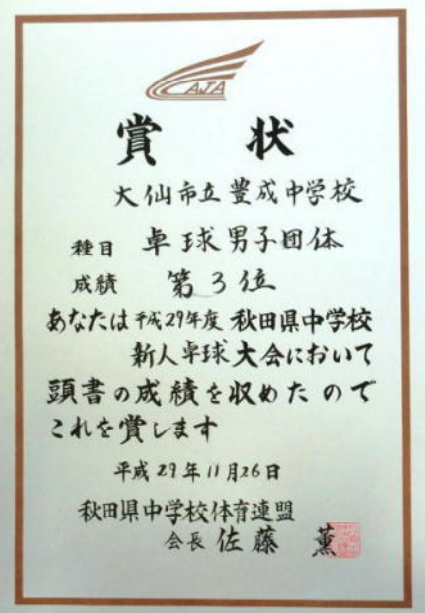 AJA
賞状
大仙市立豊成中学校
種目 卓球男子団体
成績 第3位
あなたは平成29年度 秋田県中学校
新人卓球大会において
頭書の成績を収めたので
これを賞します
平成29年11月26日
秋田県中学校体育連盟
会長 佐藤 薫